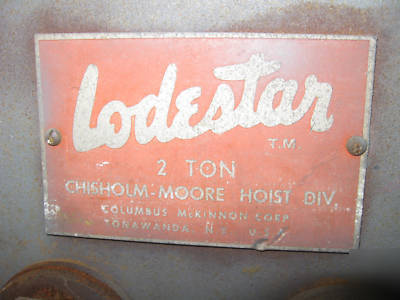 Lodestar
T.M.
2 TON
CHISHOLM-MOORE HOIST DIV.
COLUMBUS McKINNON CORP.
TONAWANDA, N.Y. U.S.A.